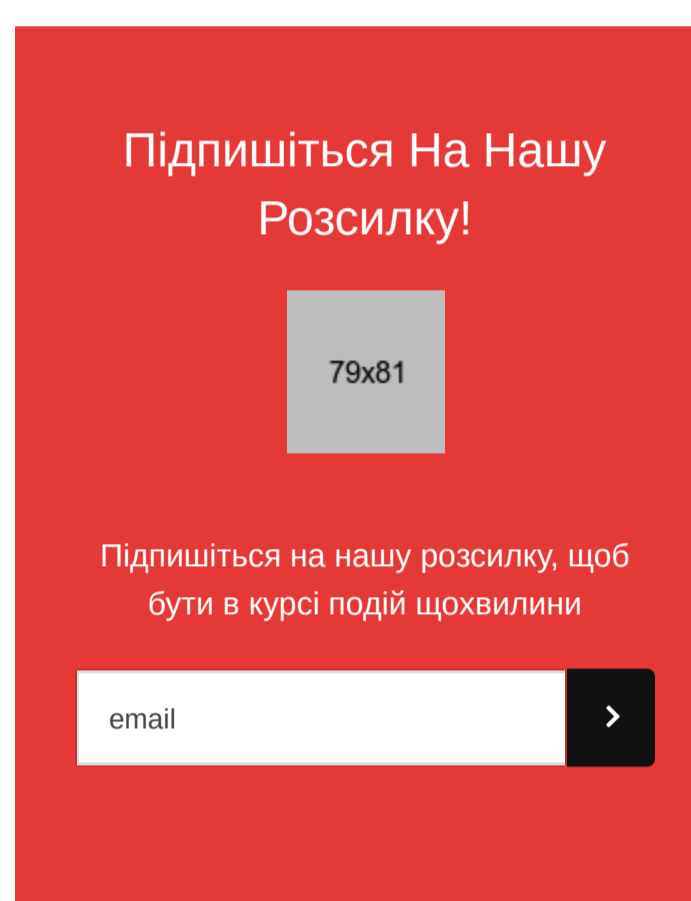 Підпишіться На Нашу
Розсилку!
79x81
Підпишіться на нашу розсилку, щоб
бути в курсі подій щохвилини
email